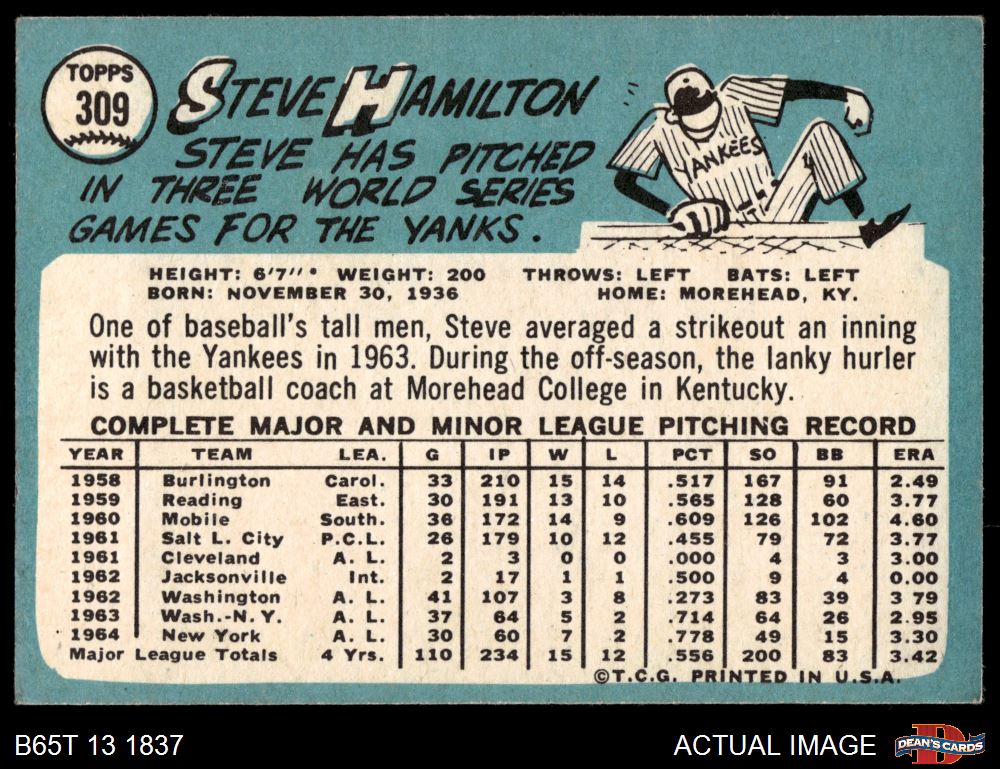 TOPPS
309
STEVE HAMILTON
STEVE HAS PITCHED
IN THREE WORLD SERIES
GAMES FOR THE YANKS.
YANKEES
HEIGHT: 6'7" WEIGHT: 200 THROWS: LEFT BATS: LEFT
BORN: NOVEMBER 30, 1936 HOME: MOREHEAD, KY.
One of baseball's tall men, Steve averaged a strikeout an inning
with the Yankees in 1963. During the off-season, the lanky hurler
is a basketball coach at Morehead College in Kentucky.
COMPLETE MAJOR AND MINOR LEAGUE PITCHING RECORD
YEAR TEAM LEA. G IP W L PCT SO BB ERA
1958 Burlington Carol. 33 210 15 14 .517 167 91 2.49
1959 Reading East. 30 191 13 10 .565 128 60 3.77
1960 Mobile South. 36 172 14 9 .609 126 102 4.60
1961 Salt L. City P.C.L. 26 179 10 12 .455 79 72 3.77
1961 Cleveland A. L. 2 3 0 0 .000 4 3 3.00
1962 Jacksonville Int. 2 17 1 1 .500 9 4 0.00
1962 Washington A. L. 41 107 3 8 .273 83 39 3 79
1963 Wash.-N. Y. A. L. 37 64 5 2 .714 64 26 2.95
1964 New York A. L. 30 60 7 2 .778 49 15 3.30
Major League Totals 4 Yrs. 110 234 15 12 .556 200 83 3.42
©T.C.G. PRINTED IN U.S.A.
B65T 13 1837 ACTUAL IMAGE
D
DEAN'S CARDS